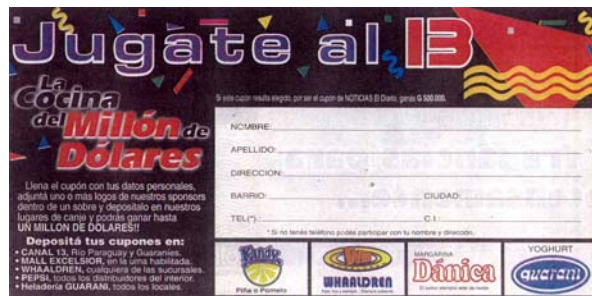 Jugate al 13
La
Cocina
del Millón de
Dólares
Llena el cupón con tus datos personales,
adjuntá uno o más logos de nuestros sponsors
dentro de un sobre y depositalo en nuestros
lugares de canje y podrás ganar hasta
UN MILLON DE DOLARES!!
Depositá tus cupones en:
• CANAL 13, Río Paraguay y Guaraníes.
• MALL EXCELSIOR, en la urna habilitada.
• WHAALDREN, cualquiera de las sucursales.
• PEPSI, todos los distribuidores del interior.
• Heladería GUARANI, todos los locales.
Si este cupón resulta elegido, por ser el cupón de NOTICIAS El Diario, ganás G 500.000.
NOMBRE:
APELLIDO:
DIRECCION:
BARRIO: CIUDAD:
TEL(*): C.I.:
* Si no tenés teléfono podés participar con tu nombre y dirección.
Piña o Pomelo
WHAALDREN
MARGARINA
Dánica
YOGHURT
guarani